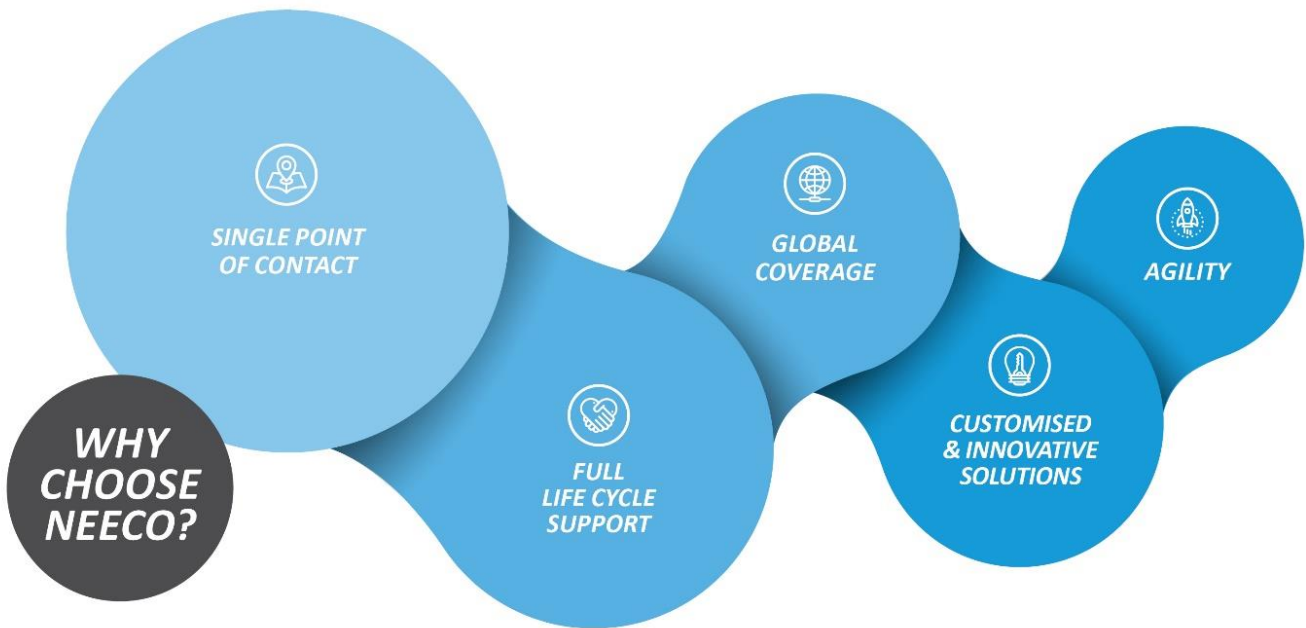 WHY
CHOOSE
NEECO?
SINGLE POINT
OF CONTACT
FULL
LIFE CYCLE
SUPPORT
GLOBAL
COVERAGE
CUSTOMISED
& INNOVATIVE
SOLUTIONS
AGILITY